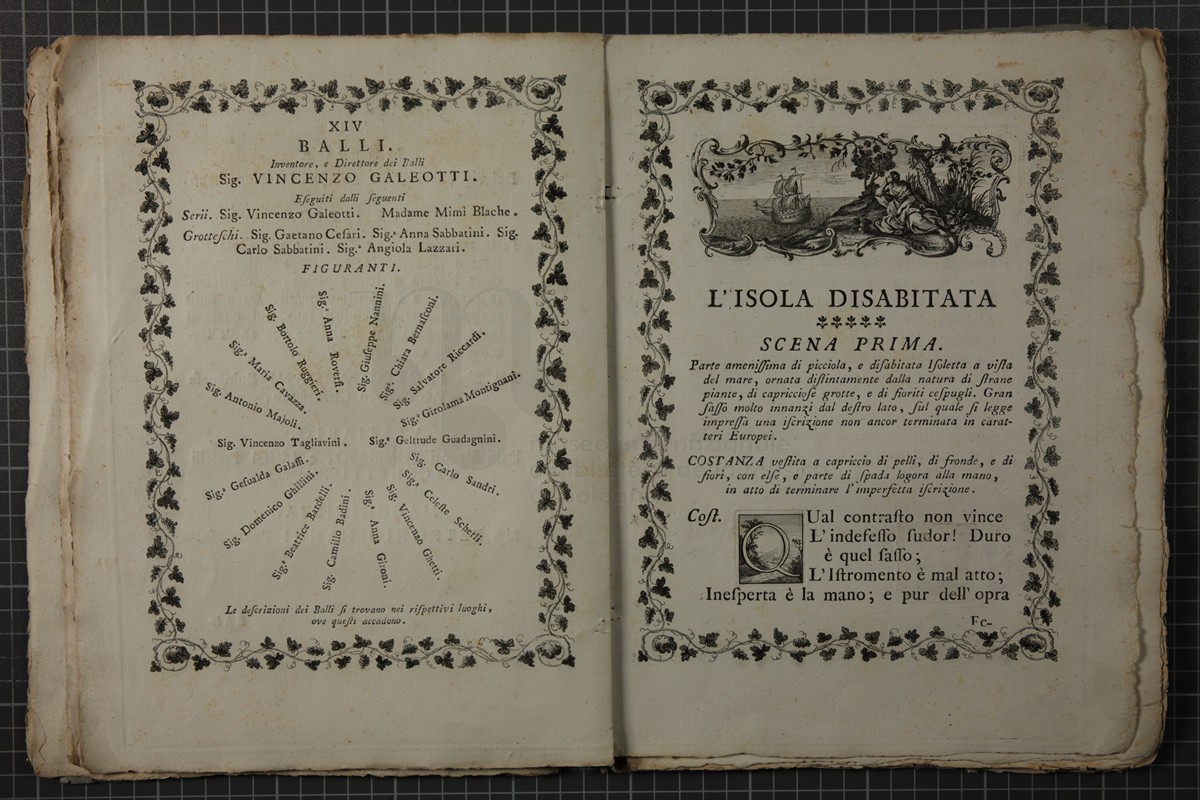 XIV
BALLI.
Inventore, e Direttore dei Balli
Sig. VINCENZO GALEOTTI.
Eſeguiti dalli ſeguenti
Serii. Sig. Vincenzo Galeotti. Madame Mimì Blache.
Grotteſchi. Sig. Gaetano Ceſari. Sig.ª Anna Sabbatini. Sig.
Carlo Sabbatini. Sig.ª Angiola Lazzari.
FIGURANTI.
Sig. Vincenzo Tagliavini.
Sig. Antonio Majoli.
Sig.ª Maria Cavazza.
Sig. Bortolo Ruggieri.
Sig.ª Anna Roverſi.
Sig. Giuſeppe Nannini.
Sig.ª Chiara Bernaſconi.
Sig. Salvatore Riccardi.
Sig.ª Girolama Montignani.
Sig.ª Geltrude Guadagnini.
Sig. Carlo Sandri.
Sig.ª Celeſte Scherſi.
Sig. Vincenzo Ghetti.
Sig.ª Anna Gironi.
Sig. Camillo Badini.
Sig.ª Beatrice Bardelli.
Sig. Domenico Ghillini.
Sig.ª Geſualda Galaſſi.
Le deſcrizioni dei Balli ſi trovano nei riſpettivi luoghi,
ove queſti accadono.
L'ISOLA DISABITATA
SCENA PRIMA.
Parte ameniſſima di picciola, e diſabitata Iſoletta a viſta
del mare, ornata diſtintamente dalla natura di ſtrane
piante, di capriccioſe grotte, e di fioriti ceſpugli. Gran
ſaſſo molto innanzi dal deſtro lato, ſul quale ſi legge
impreſſa una iſcrizione non ancor terminata in carat-
teri Europei.
COSTANZA veſtita a capriccio di pelli, di fronde, e di
fiori, con elſe, e parte di ſpada logora alla mano,
in atto di terminare l'imperfetta iſcrizione.
Coſt. QUal contraſto non vince
L'indefeſſo ſudor! Duro
è quel ſaſſo;
L'Iſtromento è mal atto;
Ineſperta è la mano; e pur dell'opra
Fc-